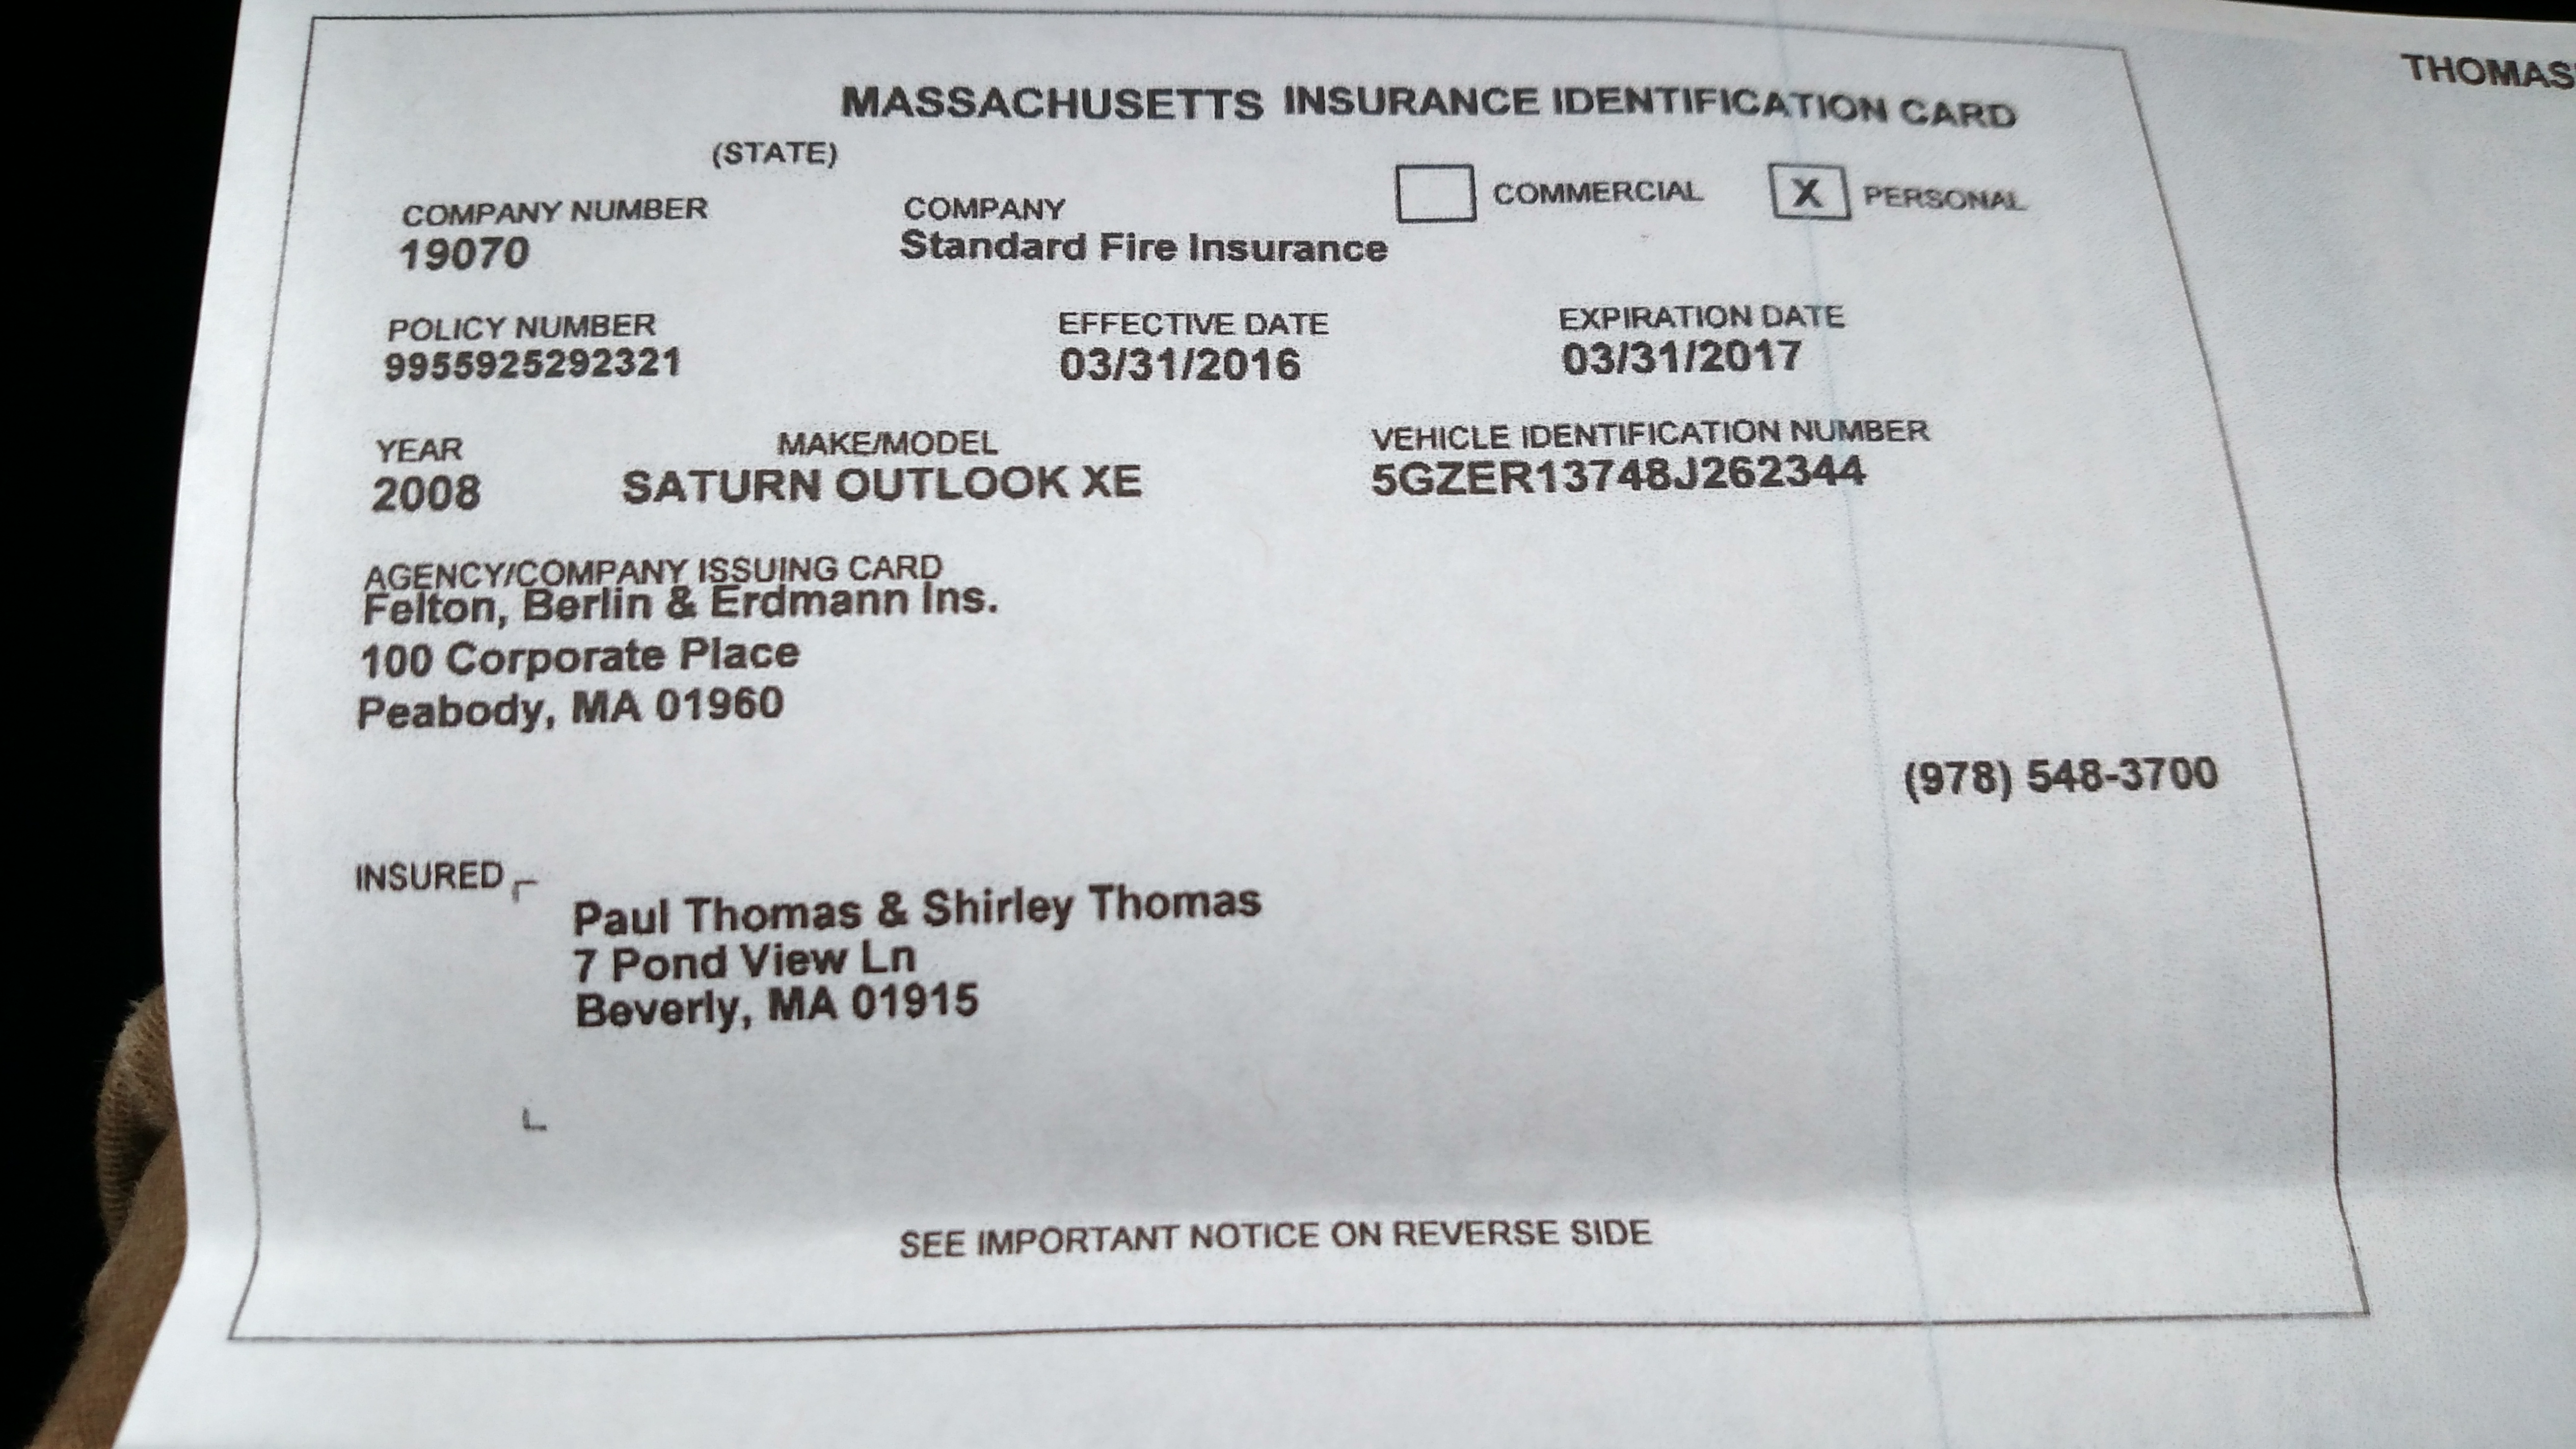 MASSACHUSETTS INSURANCE IDENTIFICATION CARD
THOMAS
(STATE)
COMMERCIAL X PERSONAL
COMPANY NUMBER COMPANY
19070 Standard Fire Insurance
POLICY NUMBER EFFECTIVE DATE EXPIRATION DATE
9955925292321 03/31/2016 03/31/2017
YEAR MAKE/MODEL VEHICLE IDENTIFICATION NUMBER
2008 SATURN OUTLOOK XE 5GZER13748J262344
AGENCY/COMPANY ISSUING CARD
Felton, Berlin & Erdmann Ins.
100 Corporate Place
Peabody, MA 01960
(978) 548-3700
INSURED
Paul Thomas & Shirley Thomas
7 Pond View Ln
Beverly, MA 01915
SEE IMPORTANT NOTICE ON REVERSE SIDE